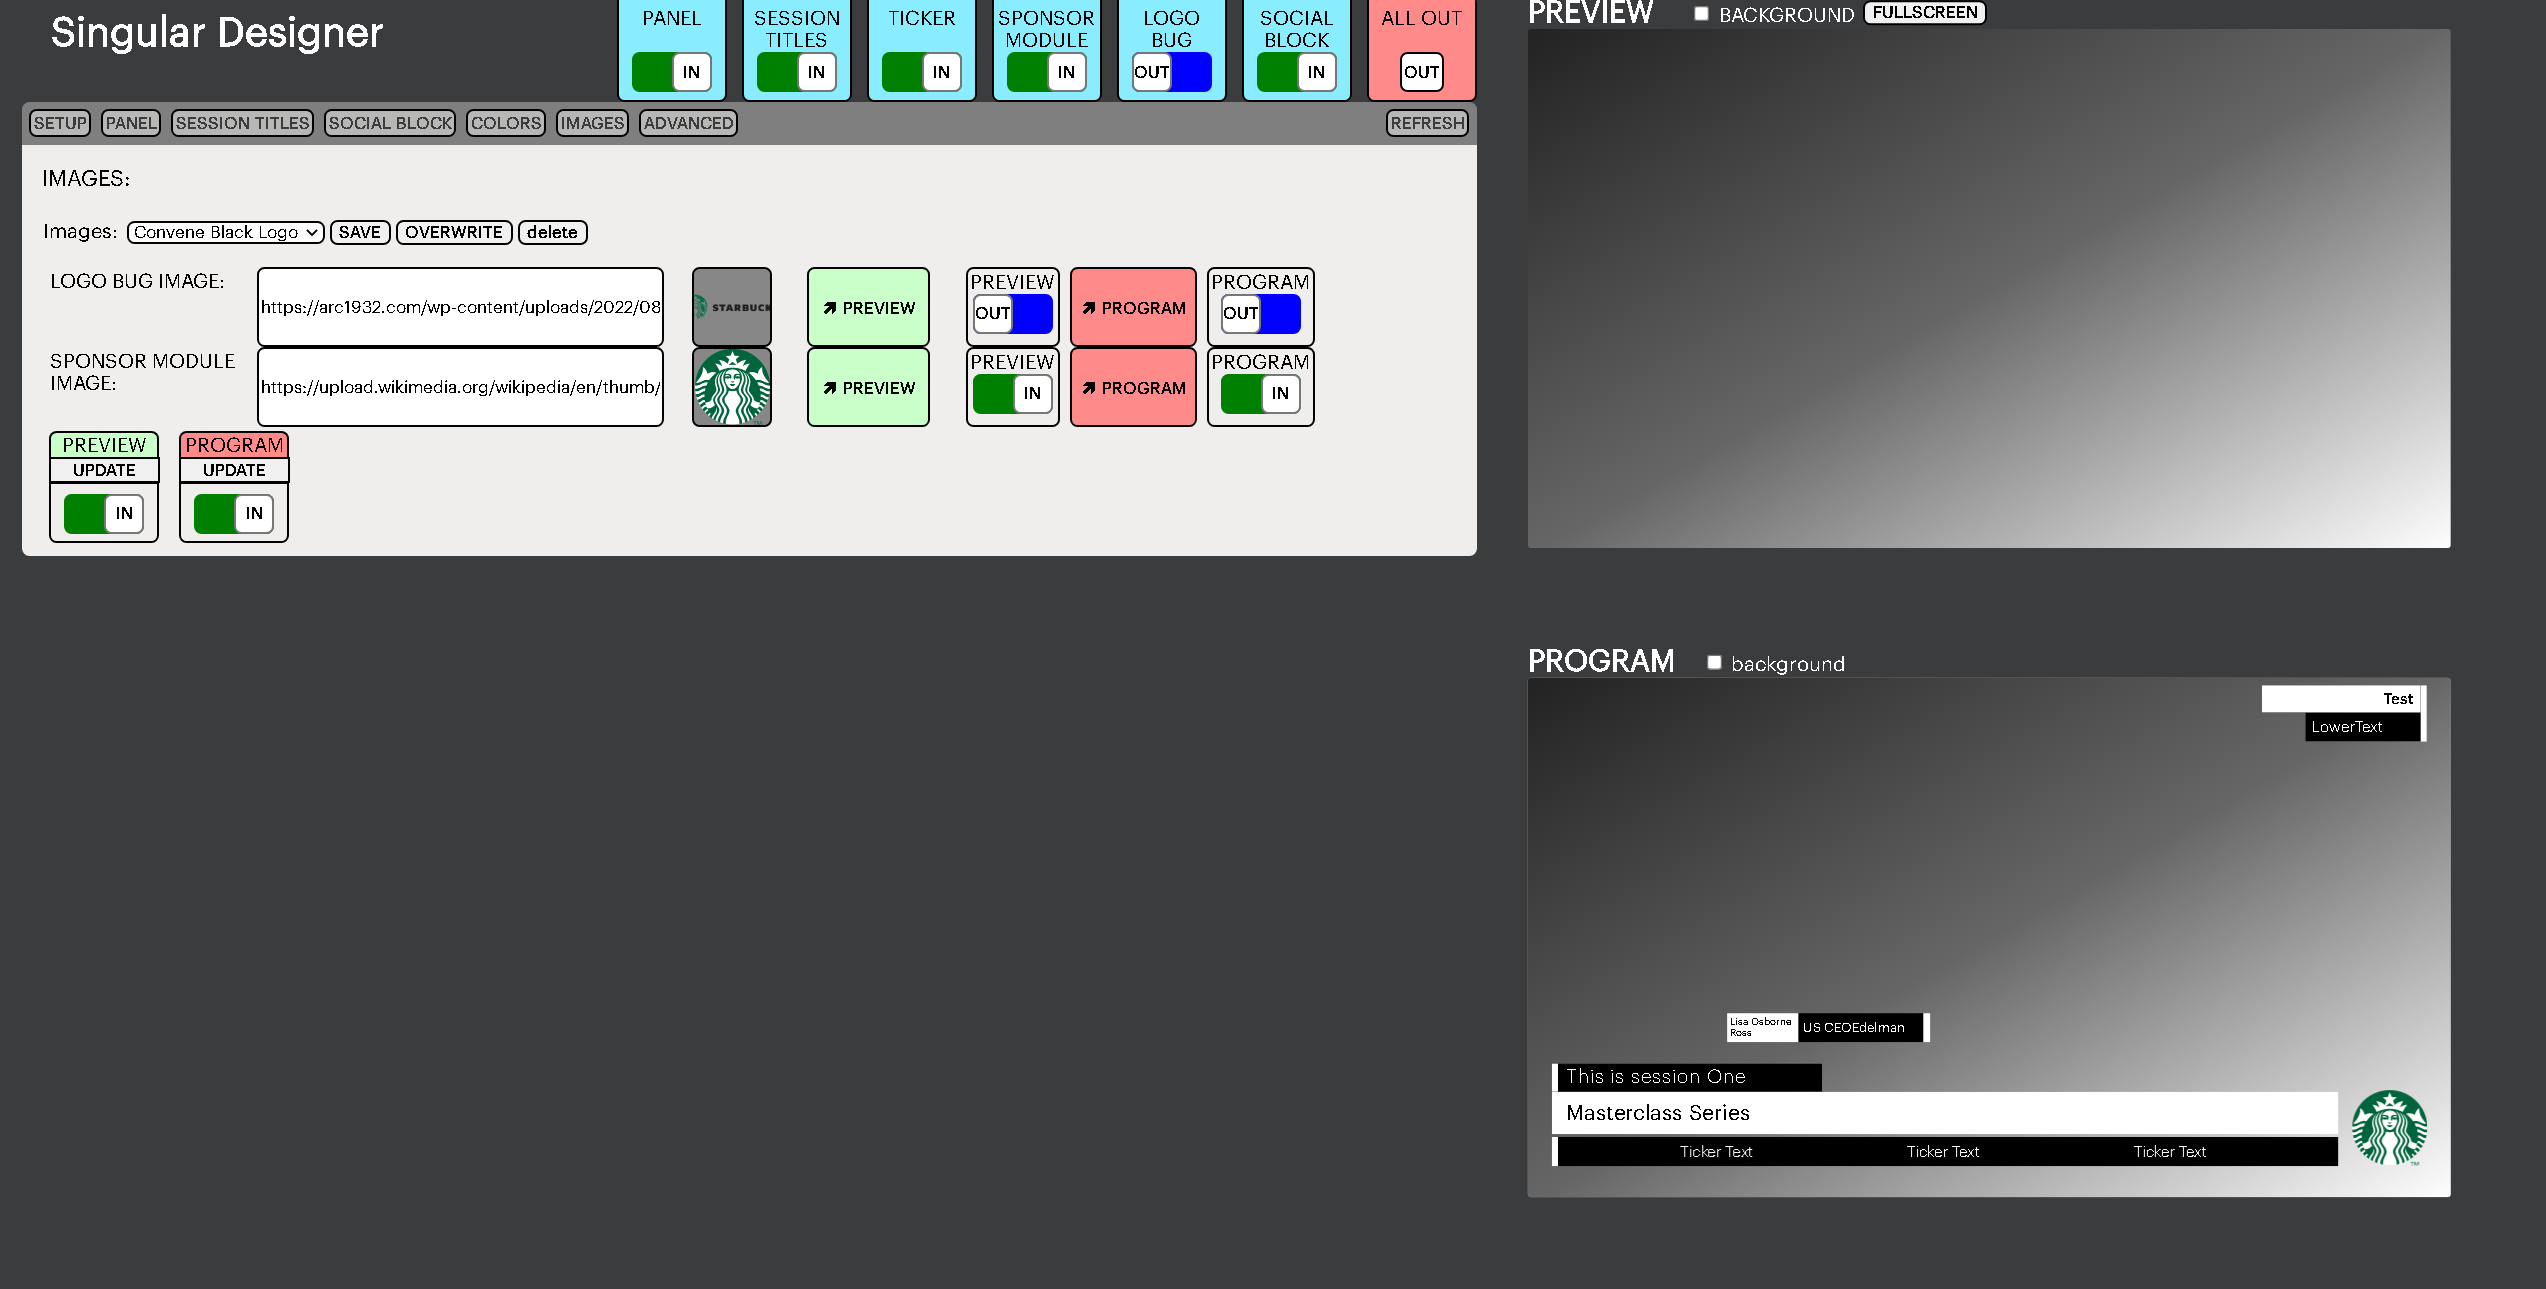 Singular Designer
PANEL
IN
SESSION
TITLES
IN
TICKER
IN
SPONSOR
MODULE
IN
LOGO
BUG
OUT
SOCIAL
BLOCK
IN
ALL OUT
OUT
SETUP PANEL SESSION TITLES SOCIAL BLOCK COLORS IMAGES ADVANCED REFRESH
IMAGES:
Images: Convene Black Logo SAVE OVERWRITE delete
LOGO BUG IMAGE:
https://arc1932.com/wp-content/uploads/2022/08
STARBUCK
PREVIEW
PREVIEW
OUT
PROGRAM
PROGRAM
OUT
SPONSOR MODULE
IMAGE:
https://upload.wikimedia.org/wikipedia/en/thumb/
TM
PREVIEW
PREVIEW
IN
PROGRAM
PROGRAM
IN
PREVIEW
UPDATE
IN
PROGRAM
UPDATE
IN
PREVIEW BACKGROUND FULLSCREEN
PROGRAM background
Test
LowerText
Lisa Osborne
Ross
US CEOEdelman
This is session One
Masterclass Series
Ticker Text Ticker Text Ticker Text
TM